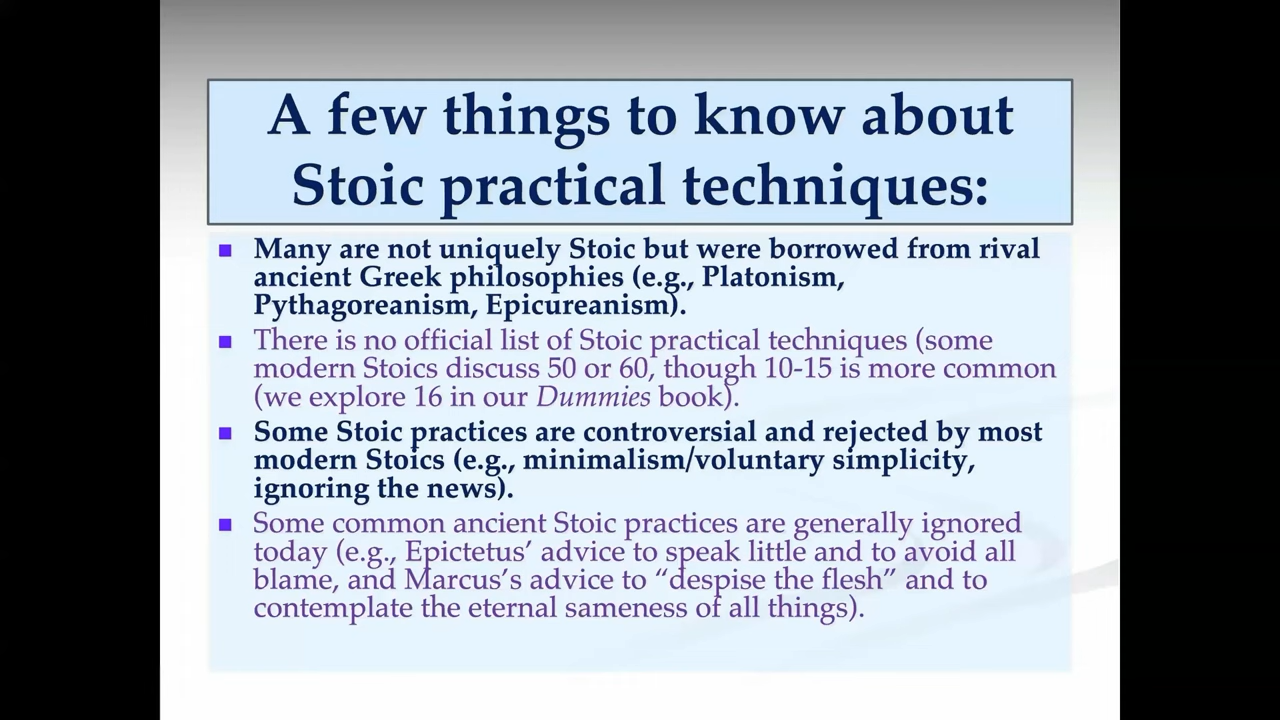 A few things to know about
Stoic practical techniques:
Many are not uniquely Stoic but were borrowed from rival
ancient Greek philosophies (e.g., Platonism,
Pythagoreanism, Epicureanism).
There is no official list of Stoic practical techniques (some
modern Stoics discuss 50 or 60, though 10-15 is more common
(we explore 16 in our Dummies book).
Some Stoic practices are controversial and rejected by most
modern Stoics (e.g., minimalism/voluntary simplicity,
ignoring the news).
Some common ancient Stoic practices are generally ignored
today (e.g., Epictetus’ advice to speak little and to avoid all
blame, and Marcus’s advice to “despise the flesh” and to
contemplate the eternal sameness of all things).